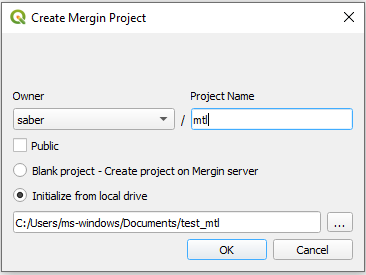 Create Mergin Project
Owner
Project Name
saber / mtl
Public
Blank project - Create project on Mergin server
Initialize from local drive
C:/Users/ms-windows/Documents/test_mtl ...
OK Cancel